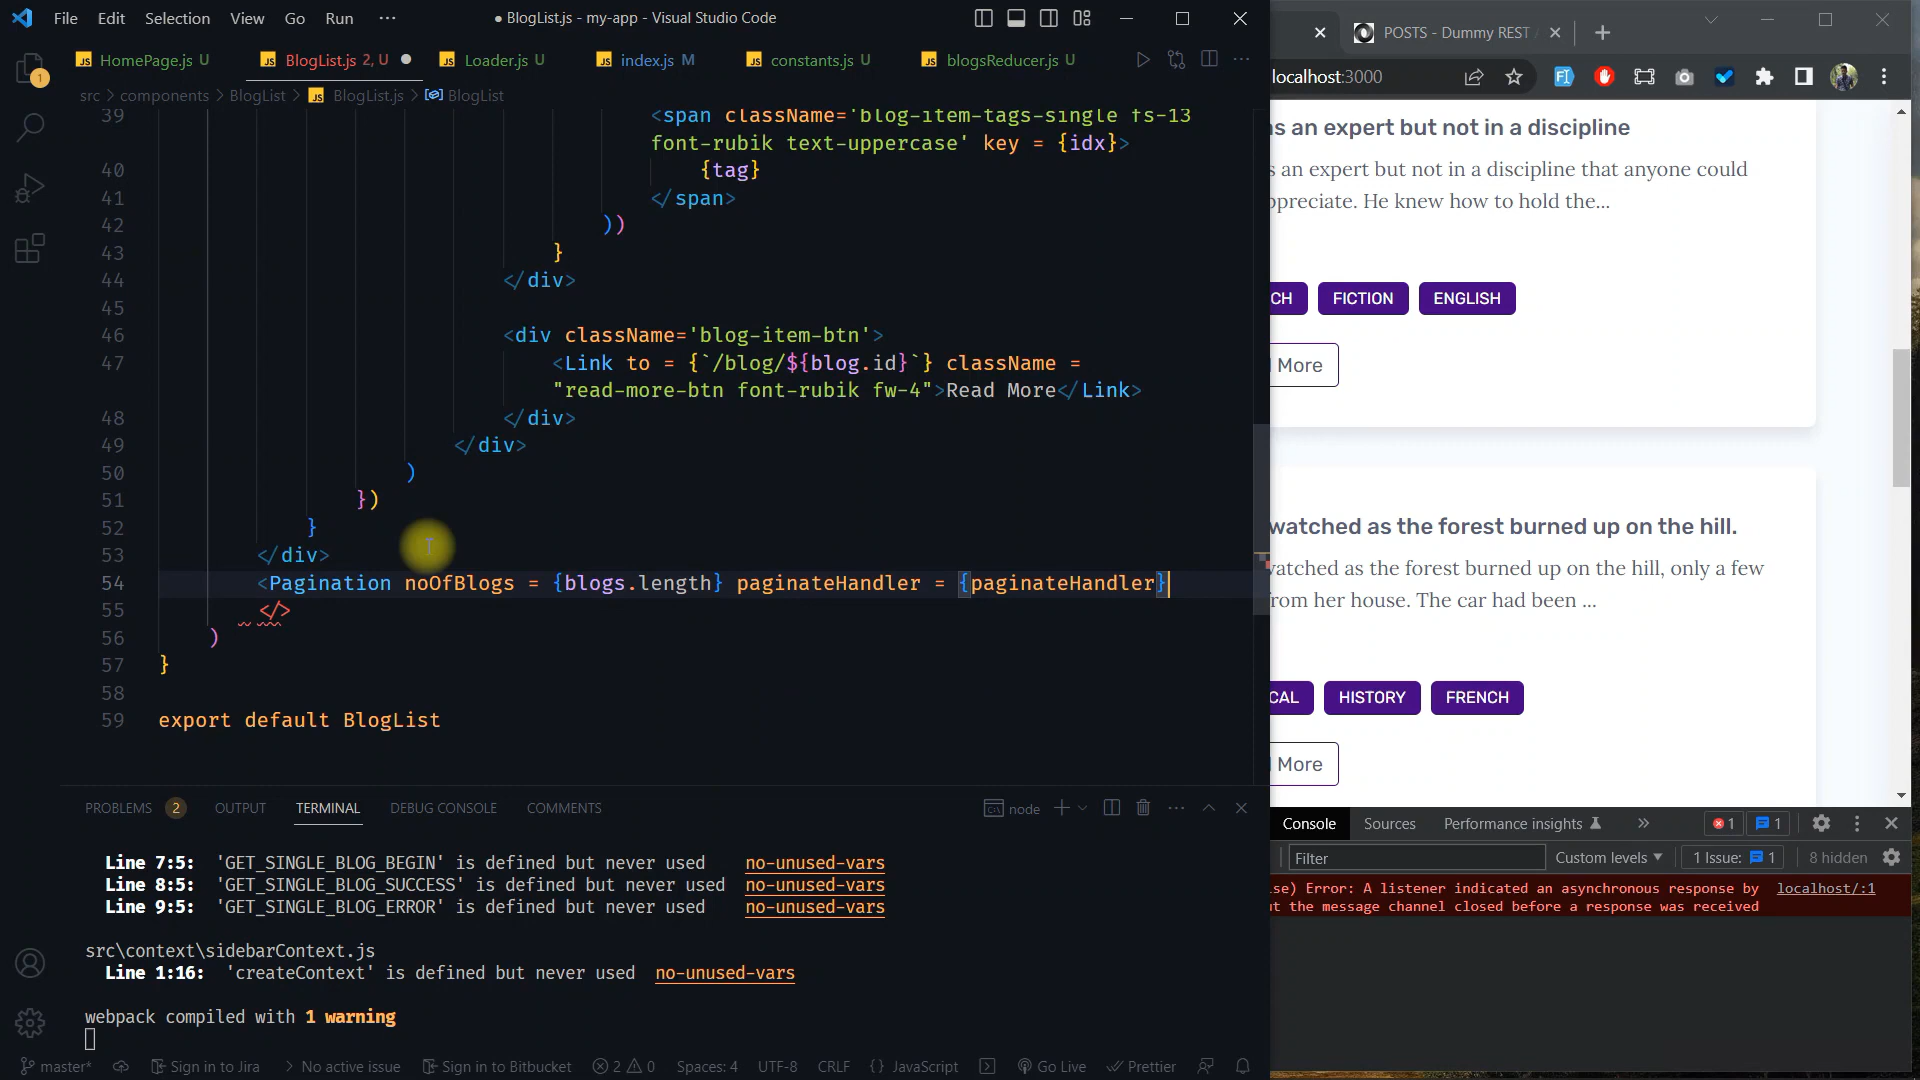 File Edit Selection View Go Run ···
● BlogList.js - my-app - Visual Studio Code
JS HomePage.js U
JS BlogList.js 2, U ●
JS Loader.js U
JS index.js M
JS constants.js U
JS blogsReducer.js U
src > components > BlogList > JS BlogList.js > BlogList
39 <span className='blog-item-tags-single fs-13
font-rubik text-uppercase' key = {idx}>
40 {tag}
41 </span>
42 ))
43 }
44 </div>
45
46 <div className='blog-item-btn'>
47 <Link to = {`/blog/${blog.id}`} className =
"read-more-btn font-rubik fw-4">Read More</Link>
48 </div>
49 </div>
50 )
51 })
52 }
53 </div>
54 <Pagination noOfBlogs = {blogs.length} paginateHandler = {paginateHandler}
55 </>
56 )
57 }
58
59 export default BlogList
PROBLEMS 2 OUTPUT TERMINAL DEBUG CONSOLE COMMENTS
node
Line 7:5: 'GET_SINGLE_BLOG_BEGIN' is defined but never used no-unused-vars
Line 8:5: 'GET_SINGLE_BLOG_SUCCESS' is defined but never used no-unused-vars
Line 9:5: 'GET_SINGLE_BLOG_ERROR' is defined but never used no-unused-vars
src\context\sidebarContext.js
Line 1:16: 'createContext' is defined but never used no-unused-vars
webpack compiled with 1 warning
master* Sign in to Jira No active issue Sign in to Bitbucket 2 0 Spaces: 4 UTF-8 CRLF {} JavaScript Go Live Prettier
1
POSTS - Dummy REST
localhost:3000
s an expert but not in a discipline
s an expert but not in a discipline that anyone could
preciate. He knew how to hold the...
CH FICTION ENGLISH
More
watched as the forest burned up on the hill.
watched as the forest burned up on the hill, only a few
rom her house. The car had been ...
CAL HISTORY FRENCH
More
Console Sources Performance insights » 1 1
Filter Custom levels 1 Issue: 1 8 hidden
se) Error: A listener indicated an asynchronous response by localhost/:1
t the message channel closed before a response was received